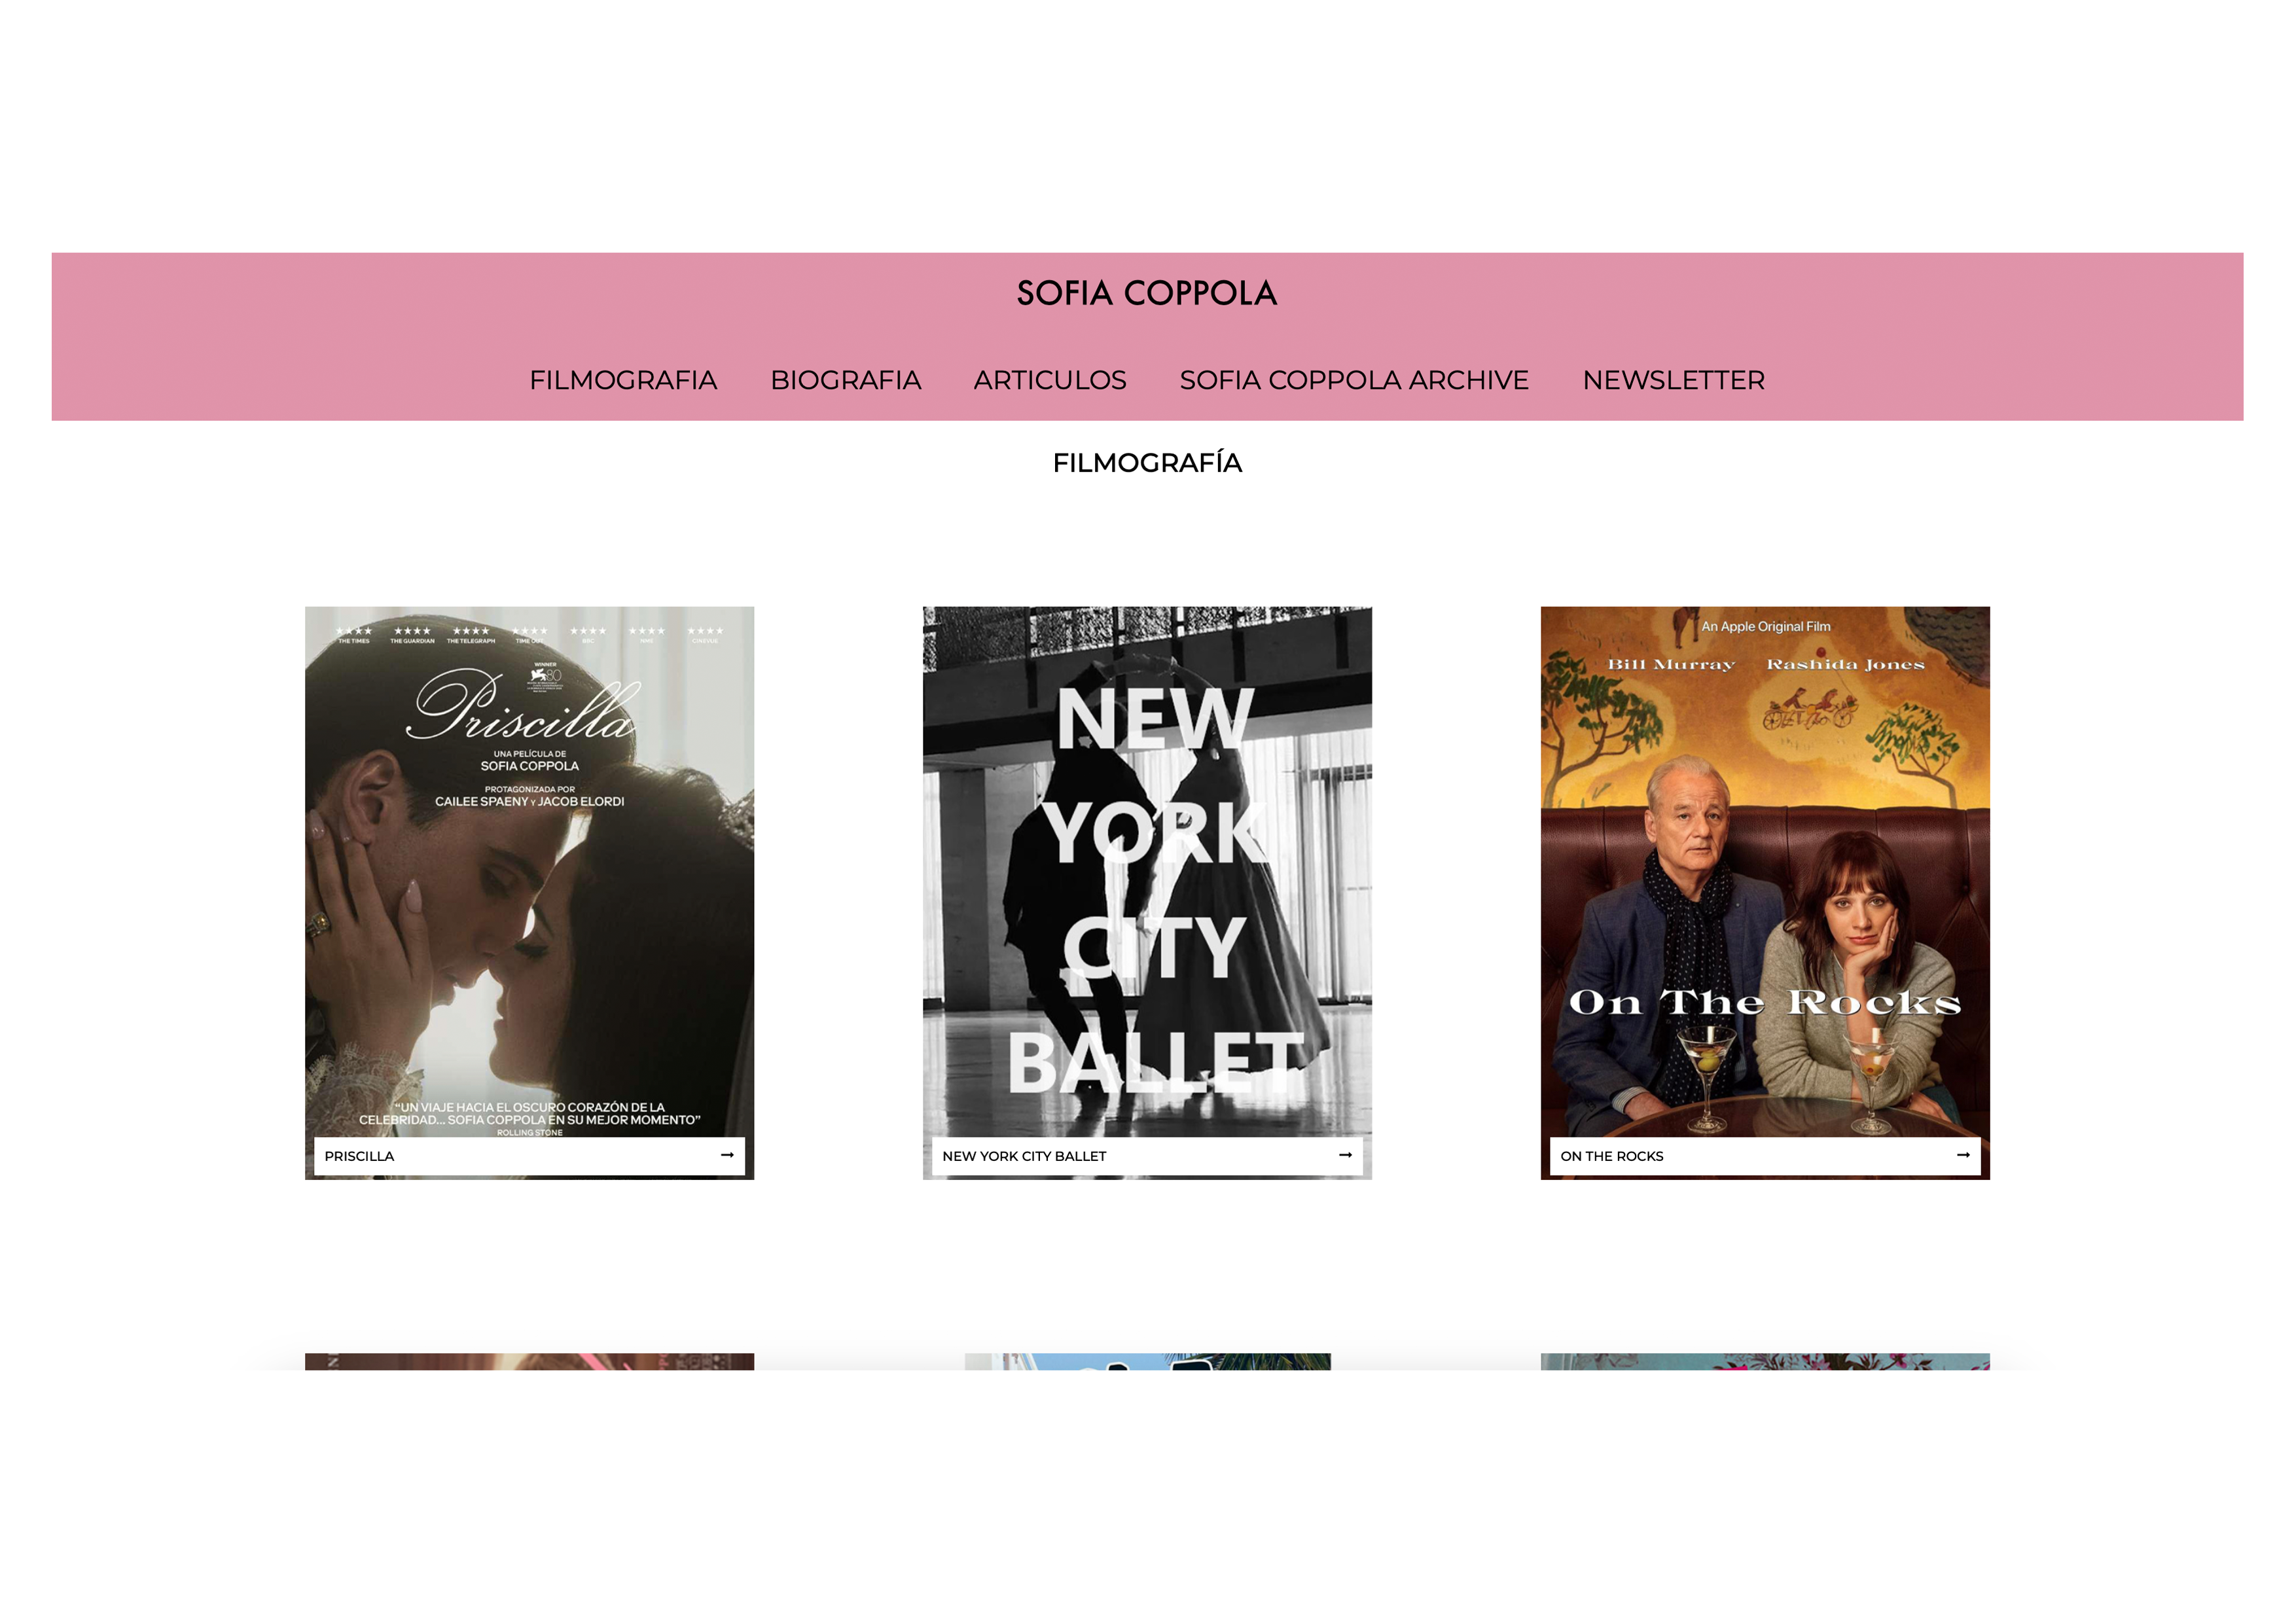 SOFIA COPPOLA
FILMOGRAFIA BIOGRAFIA ARTICULOS SOFIA COPPOLA ARCHIVE NEWSLETTER
FILMOGRAFÍA
★★★★ ★★★★ ★★★★ ★★★★ ★★★★ ★★★★ ★★★★
THE TIMES THE GUARDIAN THE TELEGRAPH TIME OUT BBC NME CINEVUE
WINNER
80
Priscilla
UNA PELÍCULA DE
SOFIA COPPOLA
PROTAGONIZADA POR
CAILEE SPAENY Y JACOB ELORDI
"UN VIAJE HACIA EL OSCURO CORAZÓN DE LA
CELEBRIDAD... SOFIA COPPOLA EN SU MEJOR MOMENTO"
ROLLING STONE
PRISCILLA →
NEW
YORK
CITY
BALLET
NEW YORK CITY BALLET →
An Apple Original Film
Bill Murray Rashida Jones
On The Rocks
ON THE ROCKS →